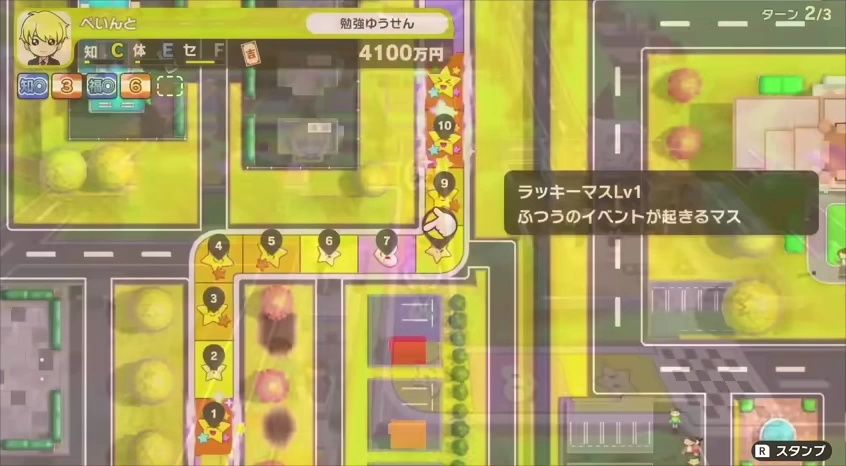 ぺいんと
勉強ゆうせん
ターン 2/3
知 C 体 E セ F 吉
4100万円
知 3 福 6
10
9
ラッキーマスLv1
ふつうのイベントが起きるマス
4 5 6 7
3
2
1
R スタンプ